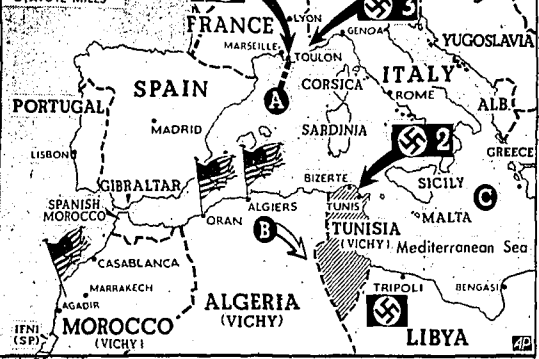 MILES
FRANCE
LYON
3
MARSEILLE
TOULON
GENOA
YUGOSLAVIA
SPAIN
A
CORSICA
ITALY
ROME
ALB.
PORTUGAL
MADRID
SARDINIA
2
GREECE
LISBON
GIBRALTAR
BIZERTE
SICILY
C
SPANISH
MOROCCO
ORAN
ALGIERS
TUNIS
MALTA
B
TUNISIA
(VICHY)
Mediterranean Sea
CASABLANCA
MARRAKECH
AGADIR
ALGERIA
(VICHY)
TRIPOLI
BENGASI
IFNI
(SP)
MOROCCO
(VICHY)
LIBYA
AP